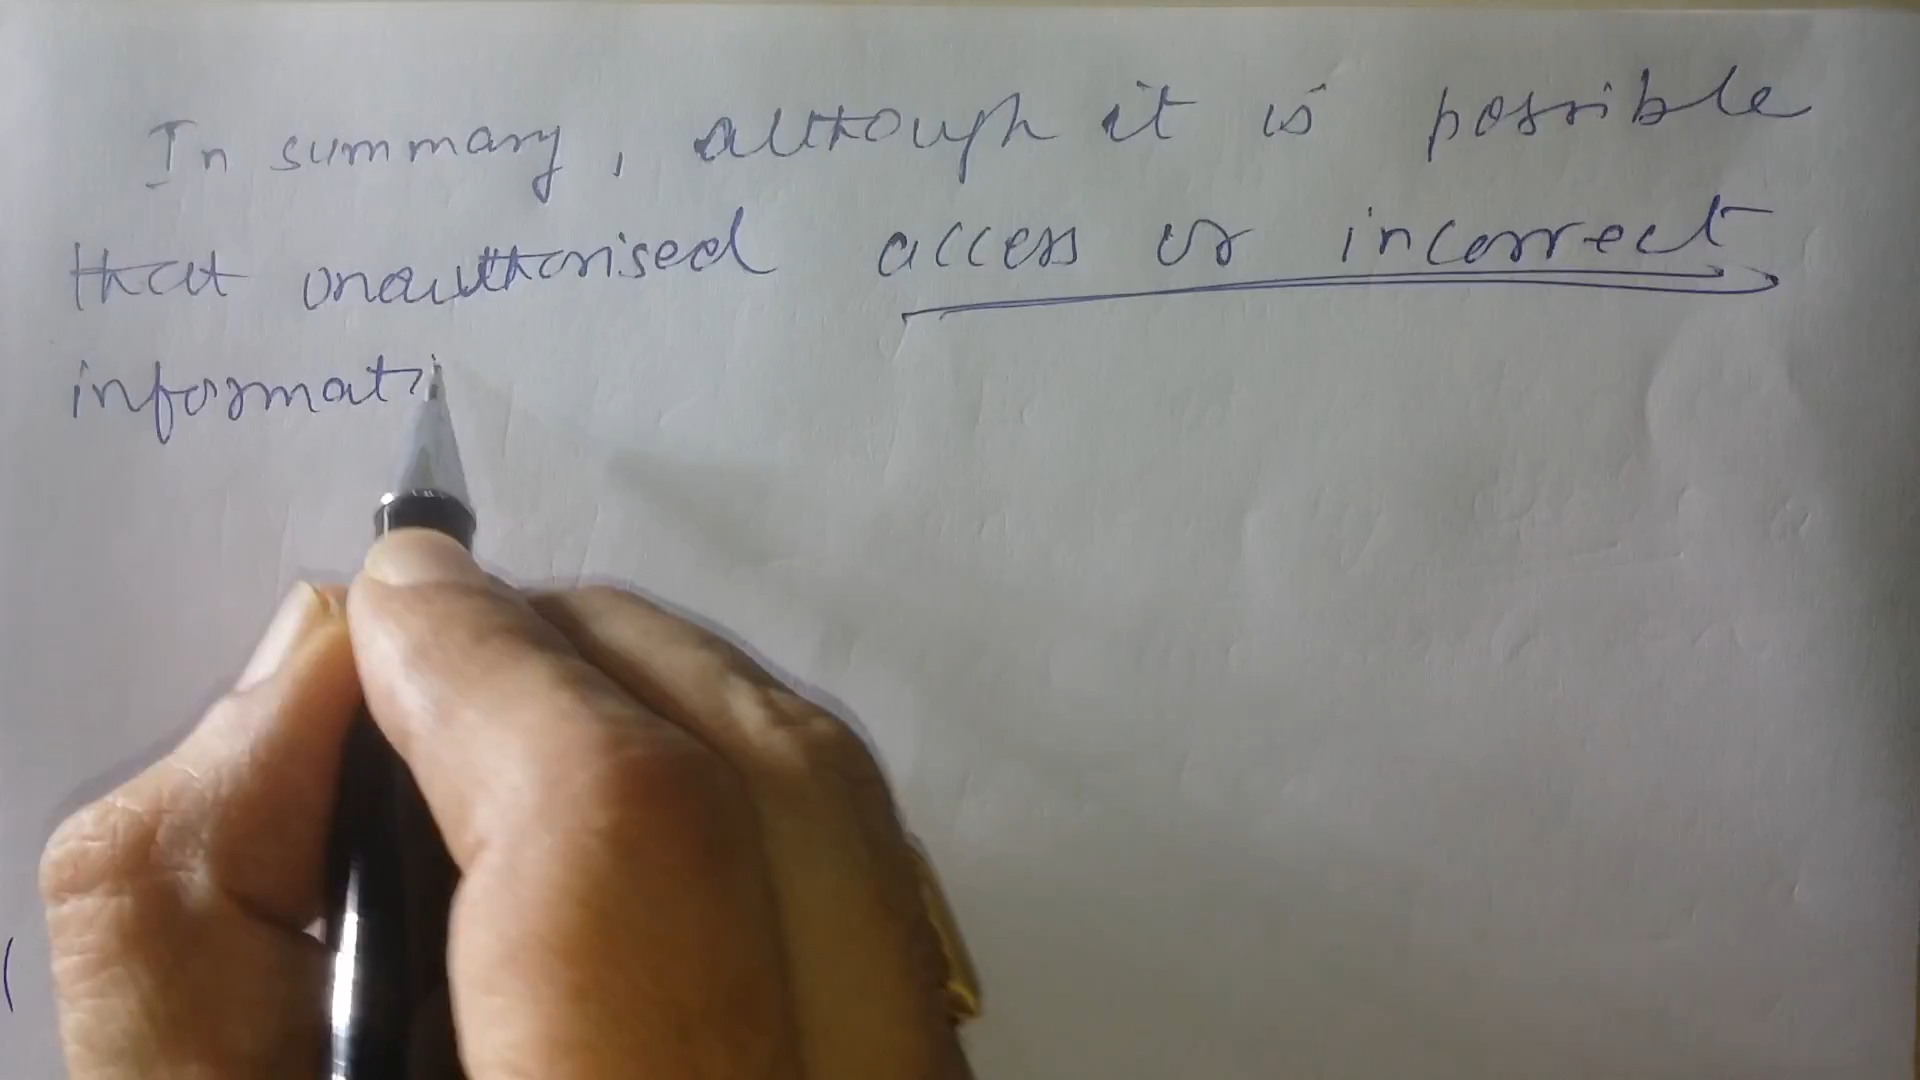 In summary, although it is possible
that unauthorised access or incorrect
informati